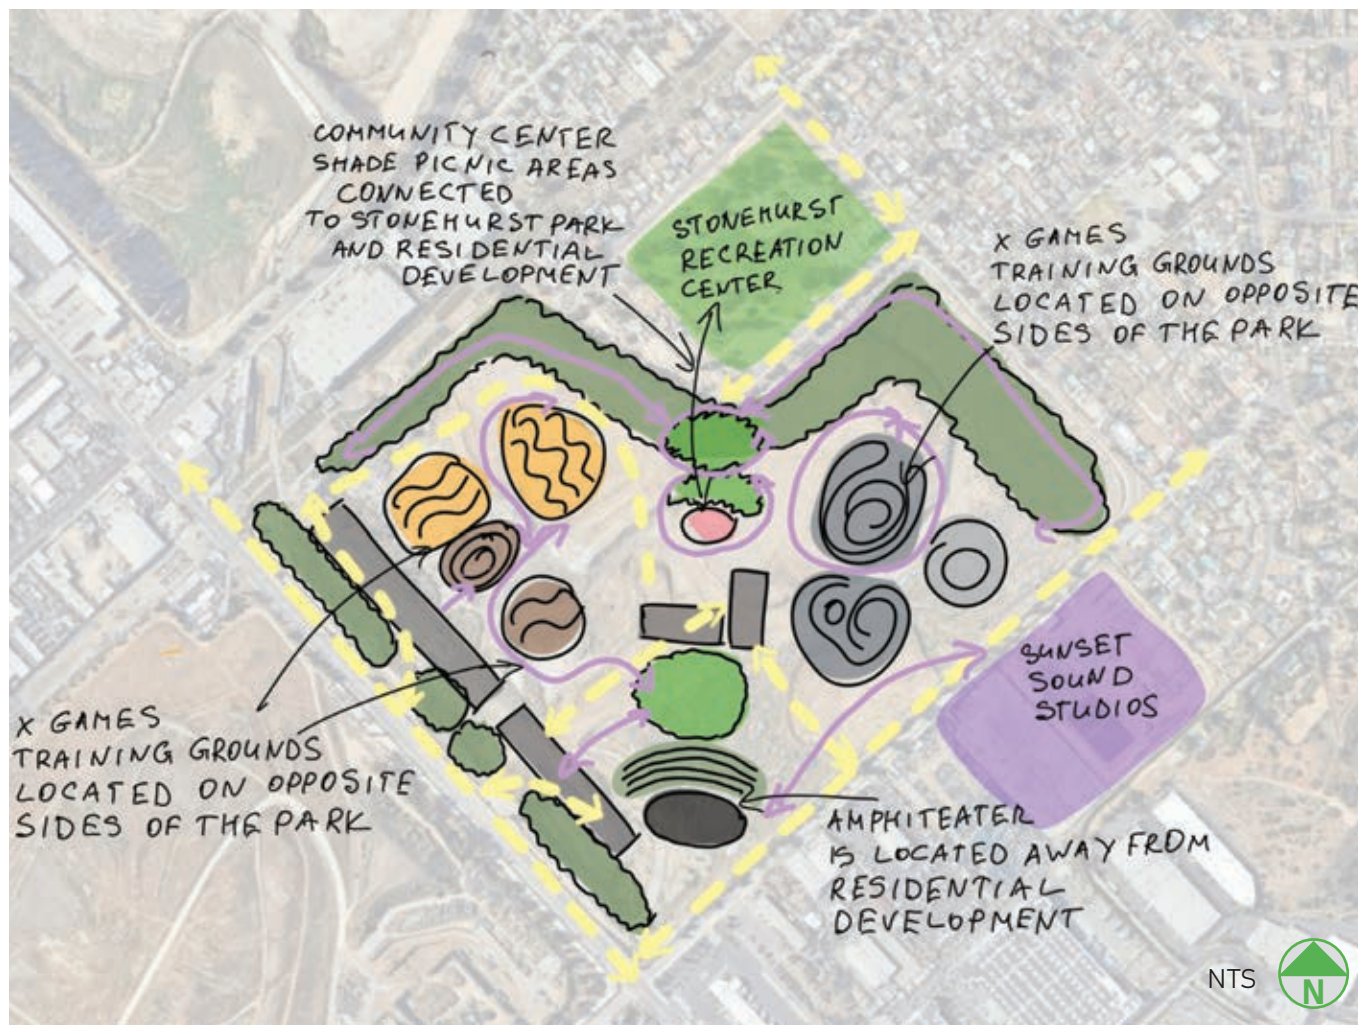 COMMUNITY CENTER
SHADE PICNIC AREAS
CONNECTED
TO STONEHURST PARK
AND RESIDENTIAL
DEVELOPMENT
STONEHURST
RECREATION
CENTER
X GAMES
TRAINING GROUNDS
LOCATED ON OPPOSITE
SIDES OF THE PARK
SUNSET
SOUND
STUDIOS
X GAMES
TRAINING GROUNDS
LOCATED ON OPPOSITE
SIDES OF THE PARK
AMPHITEATER
IS LOCATED AWAY FROM
RESIDENTIAL
DEVELOPMENT
NTS
N